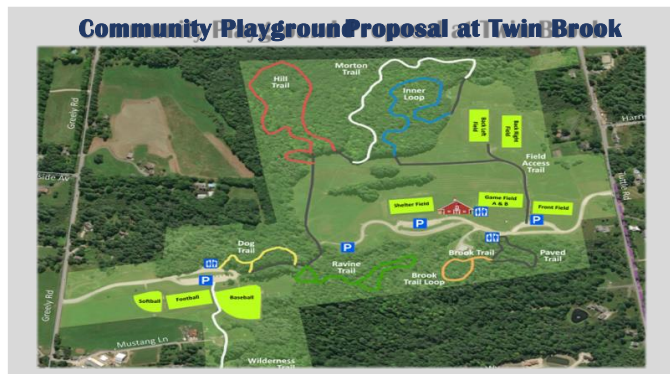 Community Playground Proposal at Twin Brook
Morton
Trail
Hill
Trail
Inner
Loop
Greely Rd
Back Left
Field
Back Right
Field
Field
Access
Trail
Tuttle Rd
Shelter Field
Game Field
A & B
Front Field
P
P
P
Dog
Trail
Brook Trail
Paved
Trail
Ravine
Trail
Brook
Trail Loop
P
Softball
Football
Baseball
Greely Rd
Mustang Ln
Wilderness
Trail